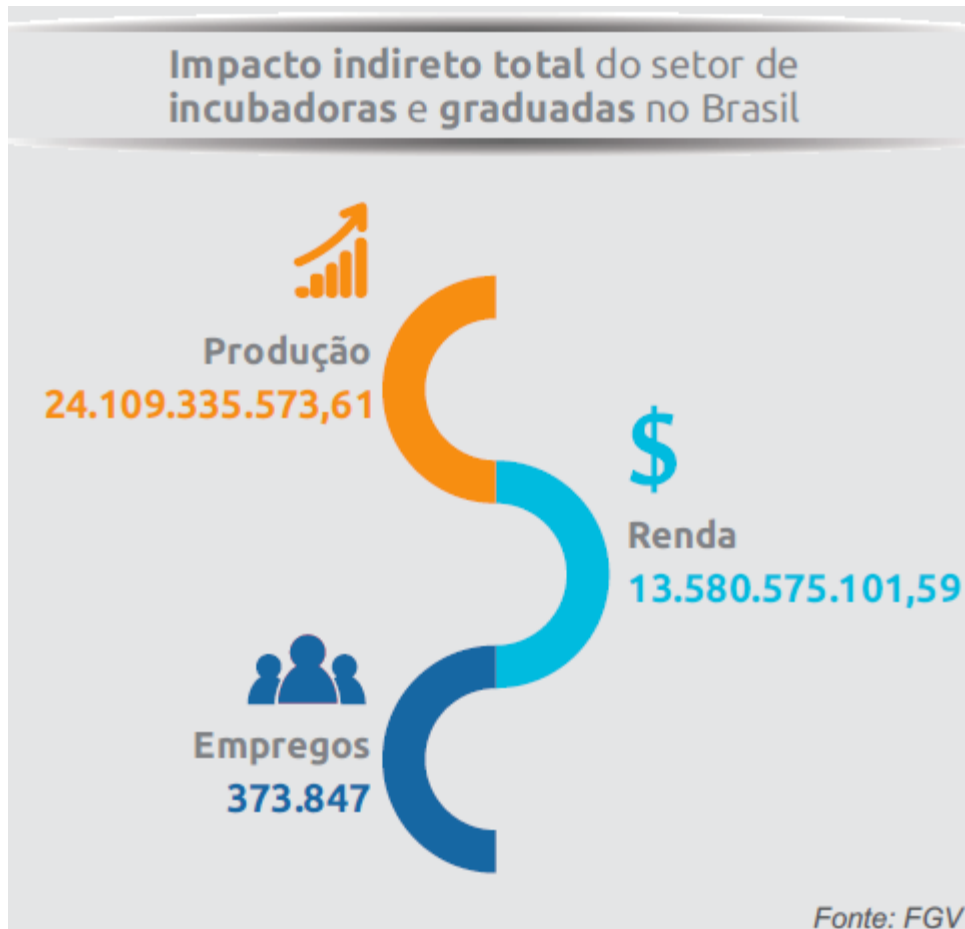 Impacto indireto total do setor de
incubadoras e graduadas no Brasil
Produção
24.109.335.573,61
$
Renda
13.580.575.101,59
Empregos
373.847
Fonte: FGV